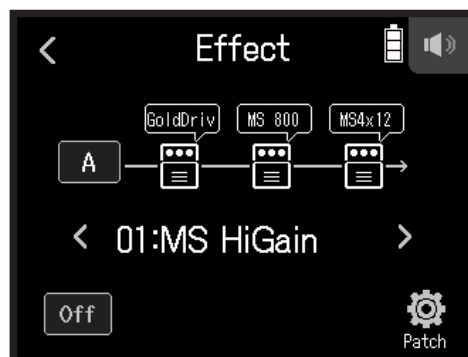 Effect
GoldDriv MS 800 MS4x12
A
01:MS HiGain
Off
Patch